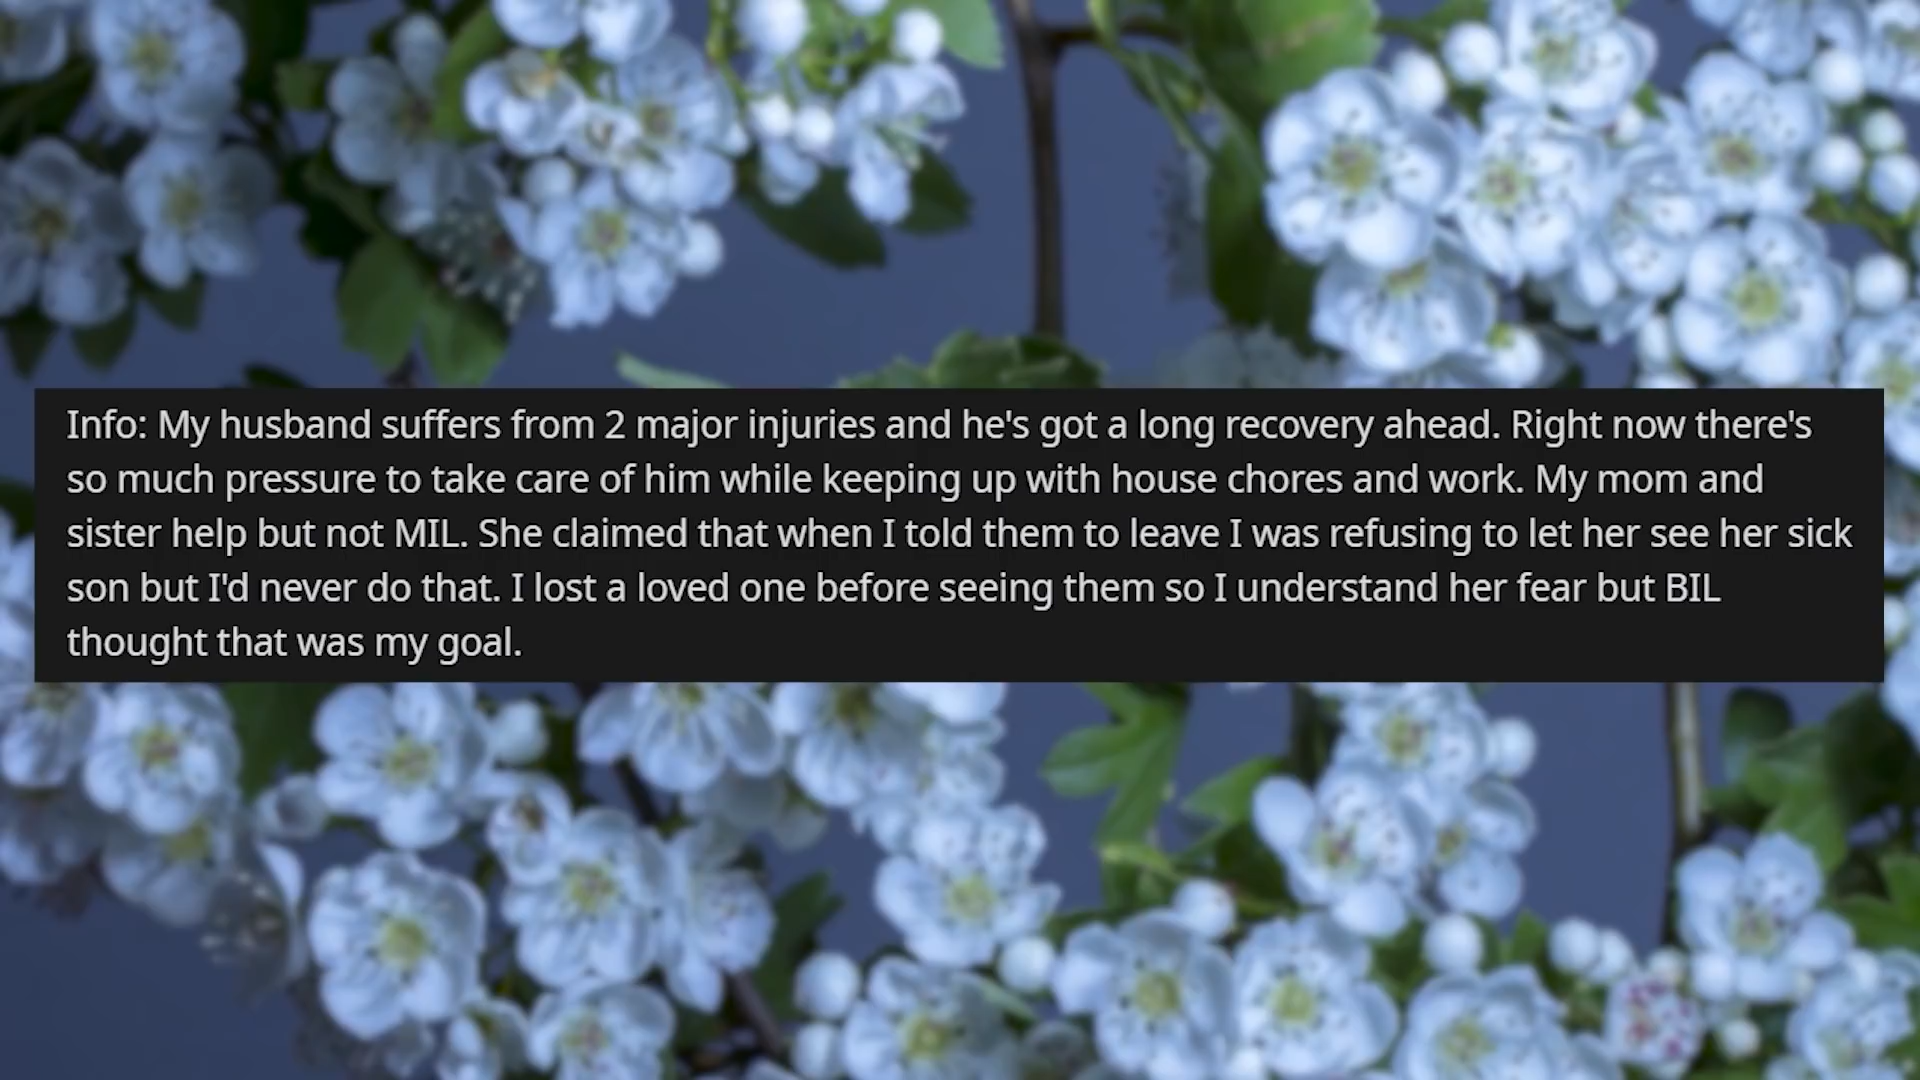 Info: My husband suffers from 2 major injuries and he's got a long recovery ahead. Right now there's
so much pressure to take care of him while keeping up with house chores and work. My mom and
sister help but not MIL. She claimed that when I told them to leave I was refusing to let her see her sick
son but I'd never do that. I lost a loved one before seeing them so I understand her fear but BIL
thought that was my goal.